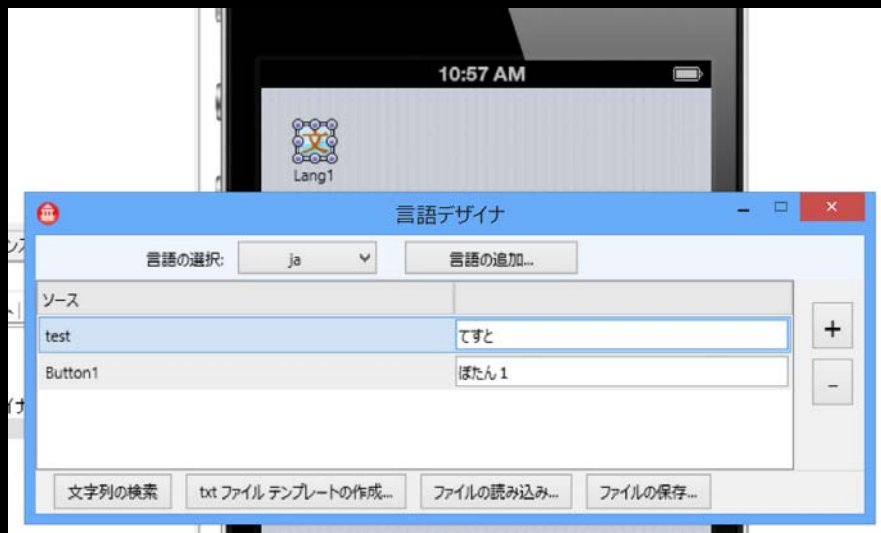 10:57 AM
文
Lang1
言語デザイナ
言語の選択: ja 言語の追加...
ソース
test てすと
Button1 ぼたん 1
+
-
文字列の検索 txt ファイル テンプレートの作成... ファイルの読み込み... ファイルの保存...